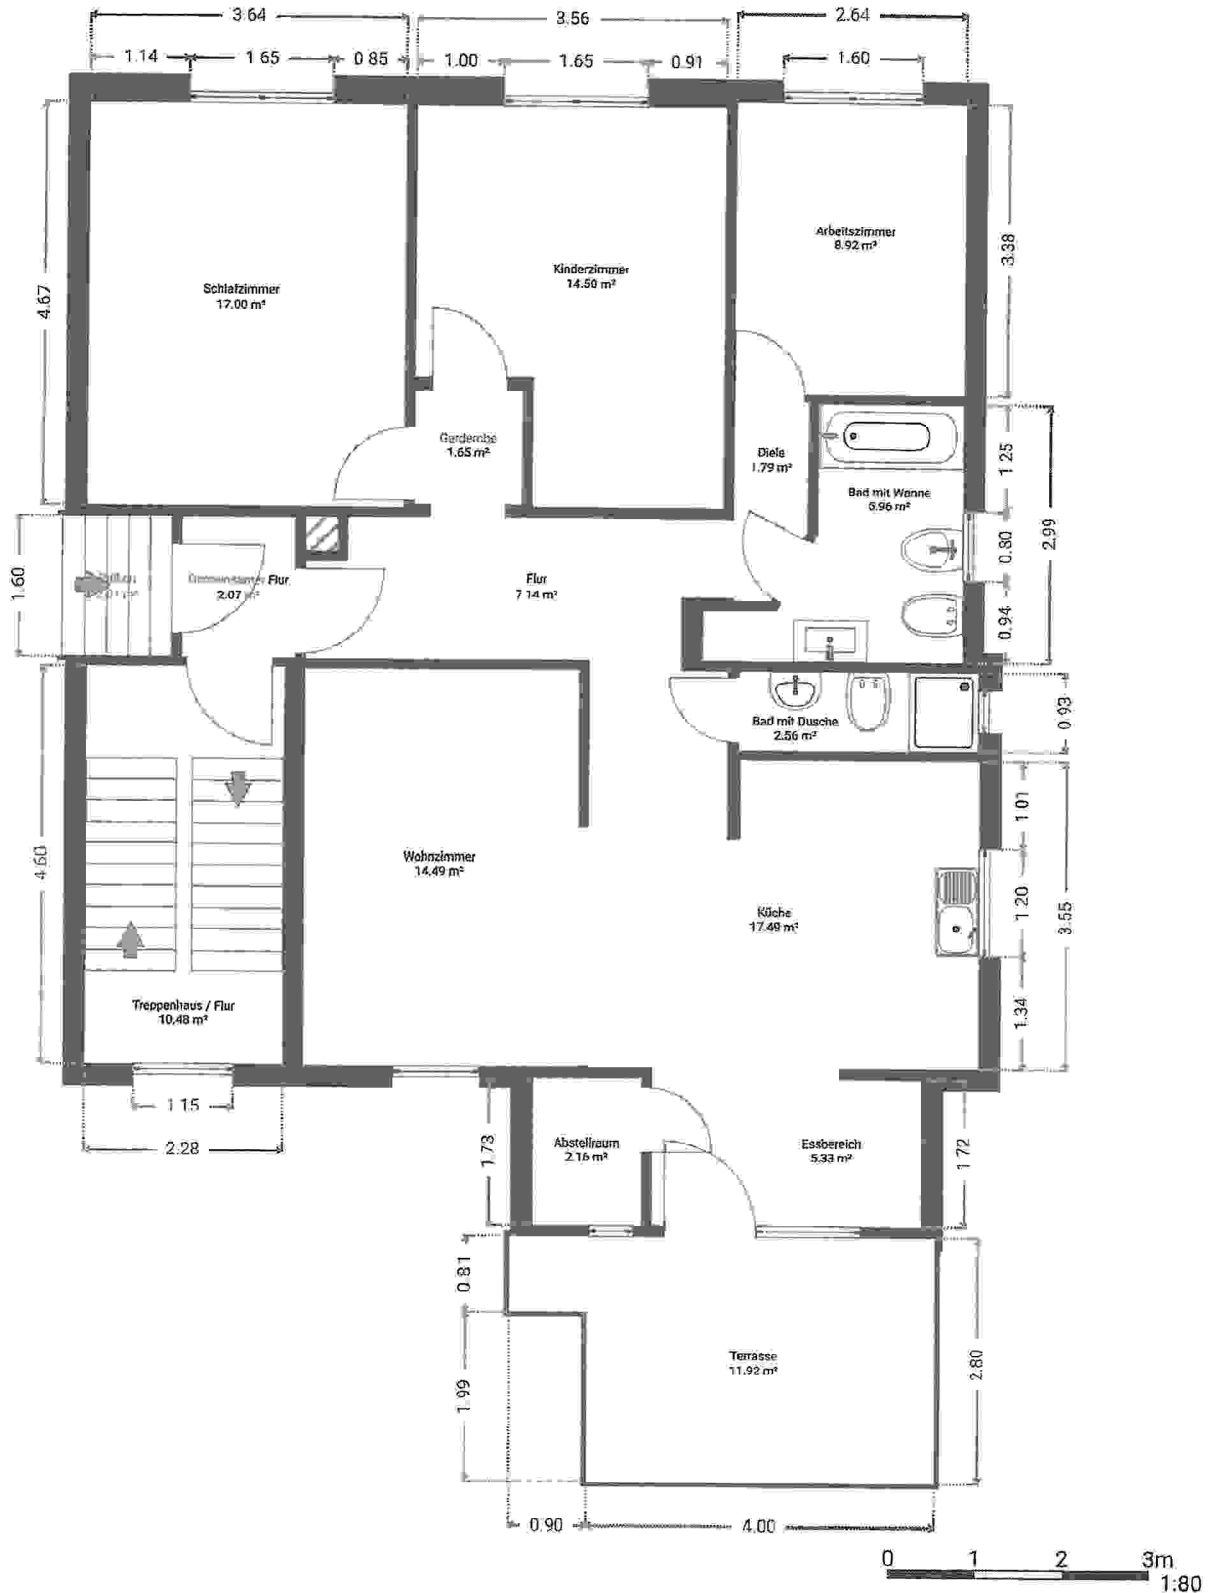 3.64
3.56
2.64
1.14
1.65
0.85
1.00
1.65
0.91
1.60
4.67
3.38
Arbeitszimmer
8.92 m²
Kinderzimmer
14.50 m²
Schlafzimmer
17.00 m²
Garderobe
1.65 m²
Diele
1.79 m²
Bad mit Wanne
1.25
0.80
0.94
2.99
1.60
Flur
2.07 m²
Flur
7.14 m²
Bad mit Dusche
2.56 m²
0.93
1.01
1.20
1.34
3.55
4.60
Wohnzimmer
14.49 m²
Küche
17.49 m²
Treppenhaus / Flur
10.48 m²
1.15
2.28
1.73
Abstellraum
2.16 m²
Essbereich
5.33 m²
1.72
0.81
1.99
Terrasse
11.92 m²
2.80
0.90
4.00
0 1 2 3m
1:80